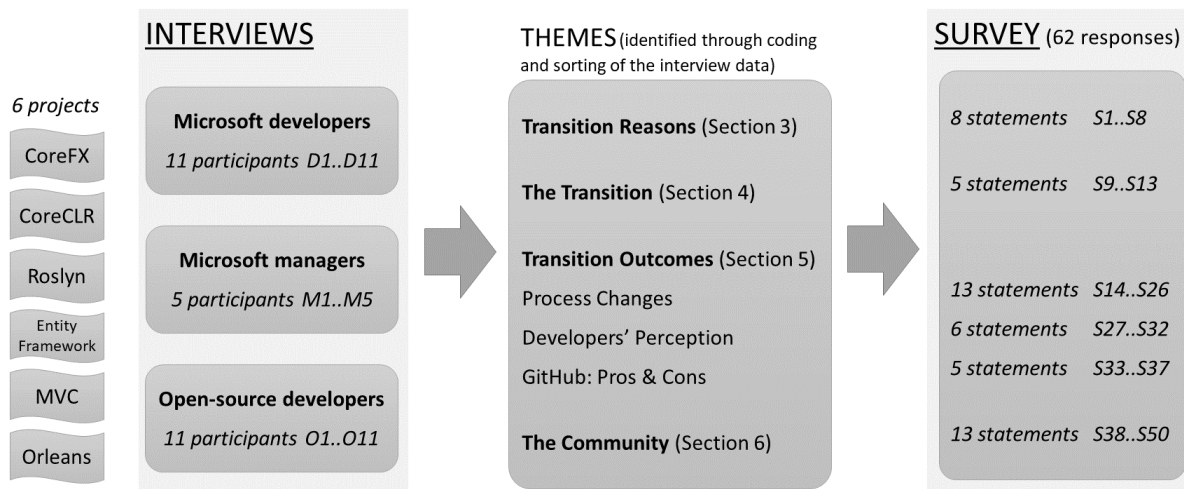 6 projects
CoreFX
CoreCLR
Roslyn
Entity
Framework
MVC
Orleans
INTERVIEWS
Microsoft developers
11 participants D1..D11
Microsoft managers
5 participants M1..M5
Open-source developers
11 participants O1..O11
THEMES (identified through coding
and sorting of the interview data)
Transition Reasons (Section 3)
The Transition (Section 4)
Transition Outcomes (Section 5)
Process Changes
Developers' Perception
GitHub: Pros & Cons
The Community (Section 6)
SURVEY (62 responses)
8 statements S1..S8
5 statements S9..S13
13 statements S14..S26
6 statements S27..S32
5 statements S33..S37
13 statements S38..S50